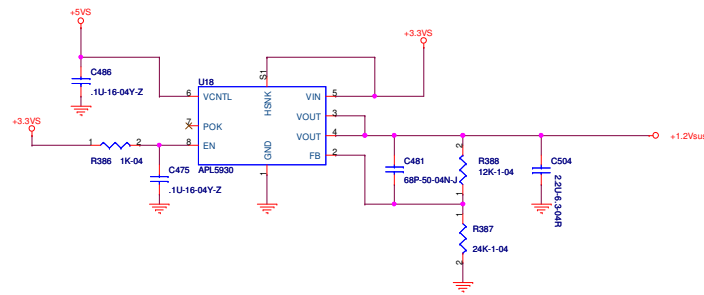 +5VS
+3.3VS
C486
.1U-16-04Y-Z
U18
S1
HSNK
6 VCNTL
VIN 5
7 POK
VOUT 3
VOUT 4
8 EN
FB 2
GND
1
APL5930
+3.3VS
1 2
R386 1K-04
C475
.1U-16-04Y-Z
C481
68P-50-04N-J
2
R388
12K-1-04
1
C504
2.2U-6.3-04R
+1.2Vsus
1
R387
24K-1-04
2